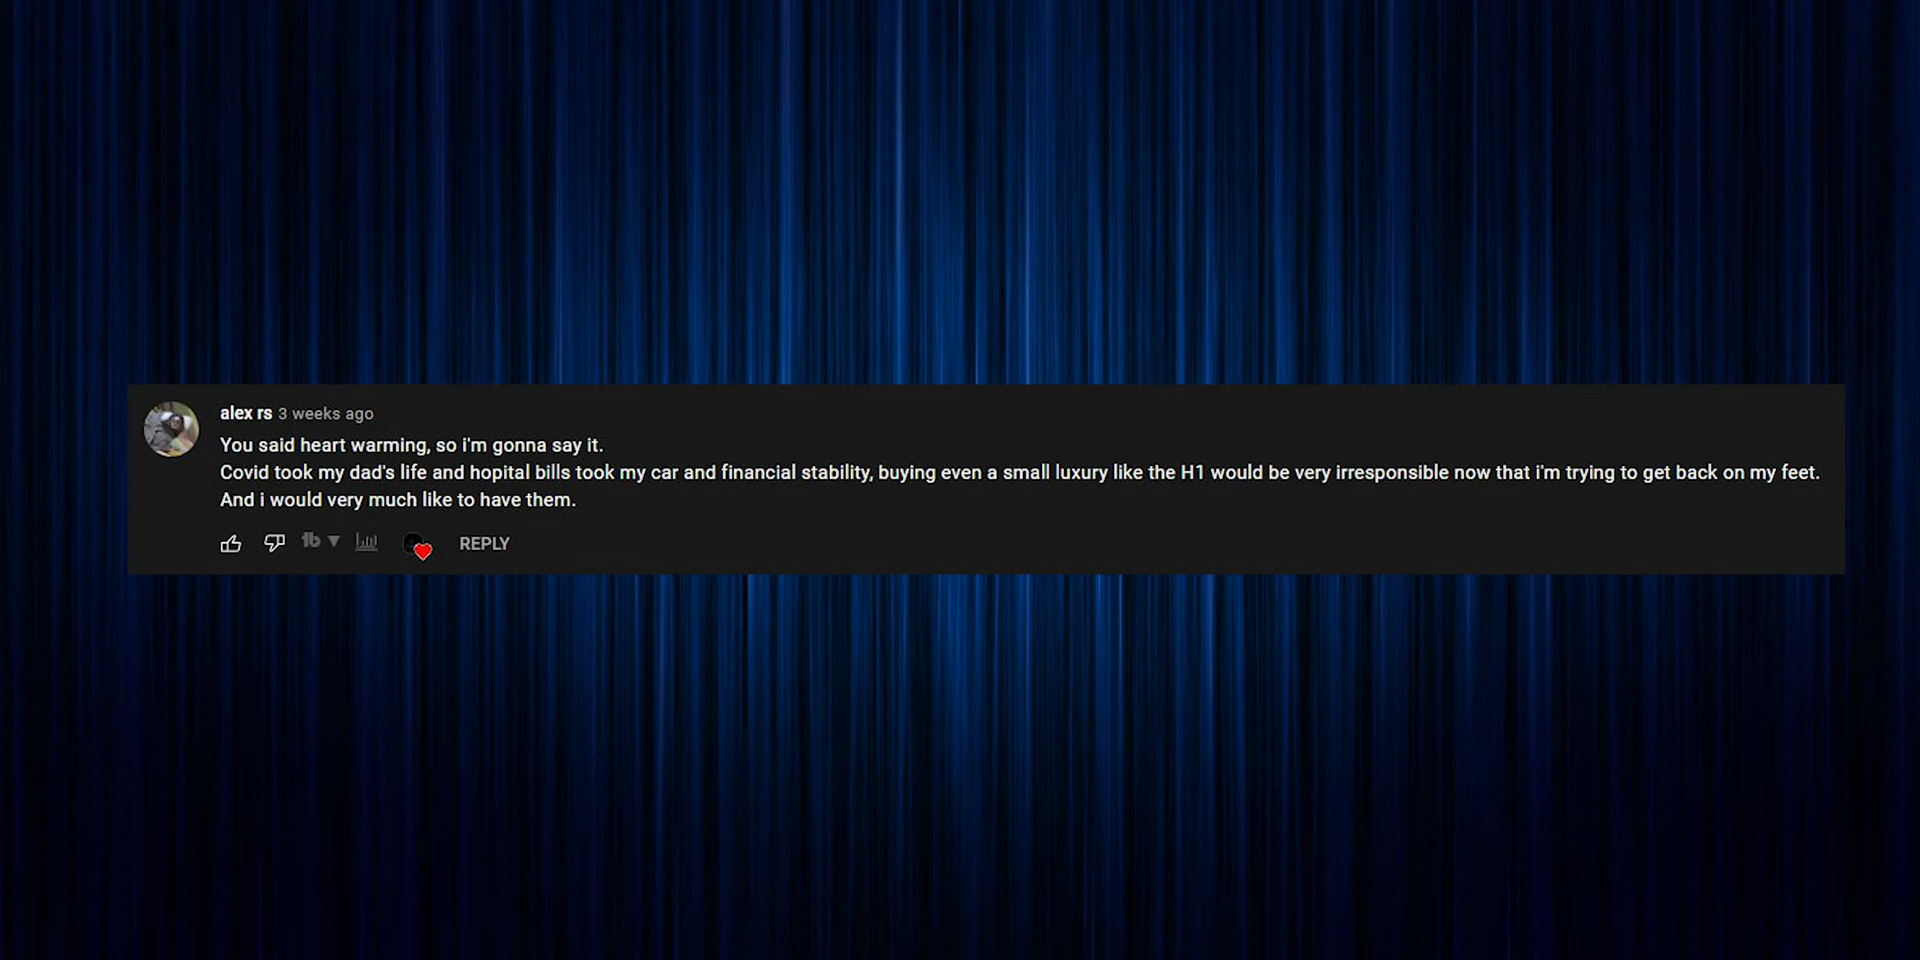 alex rs 3 weeks ago
You said heart warming, so i'm gonna say it.
Covid took my dad's life and hopital bills took my car and financial stability, buying even a small luxury like the H1 would be very irresponsible now that i'm trying to get back on my feet.
And i would very much like to have them.
REPLY